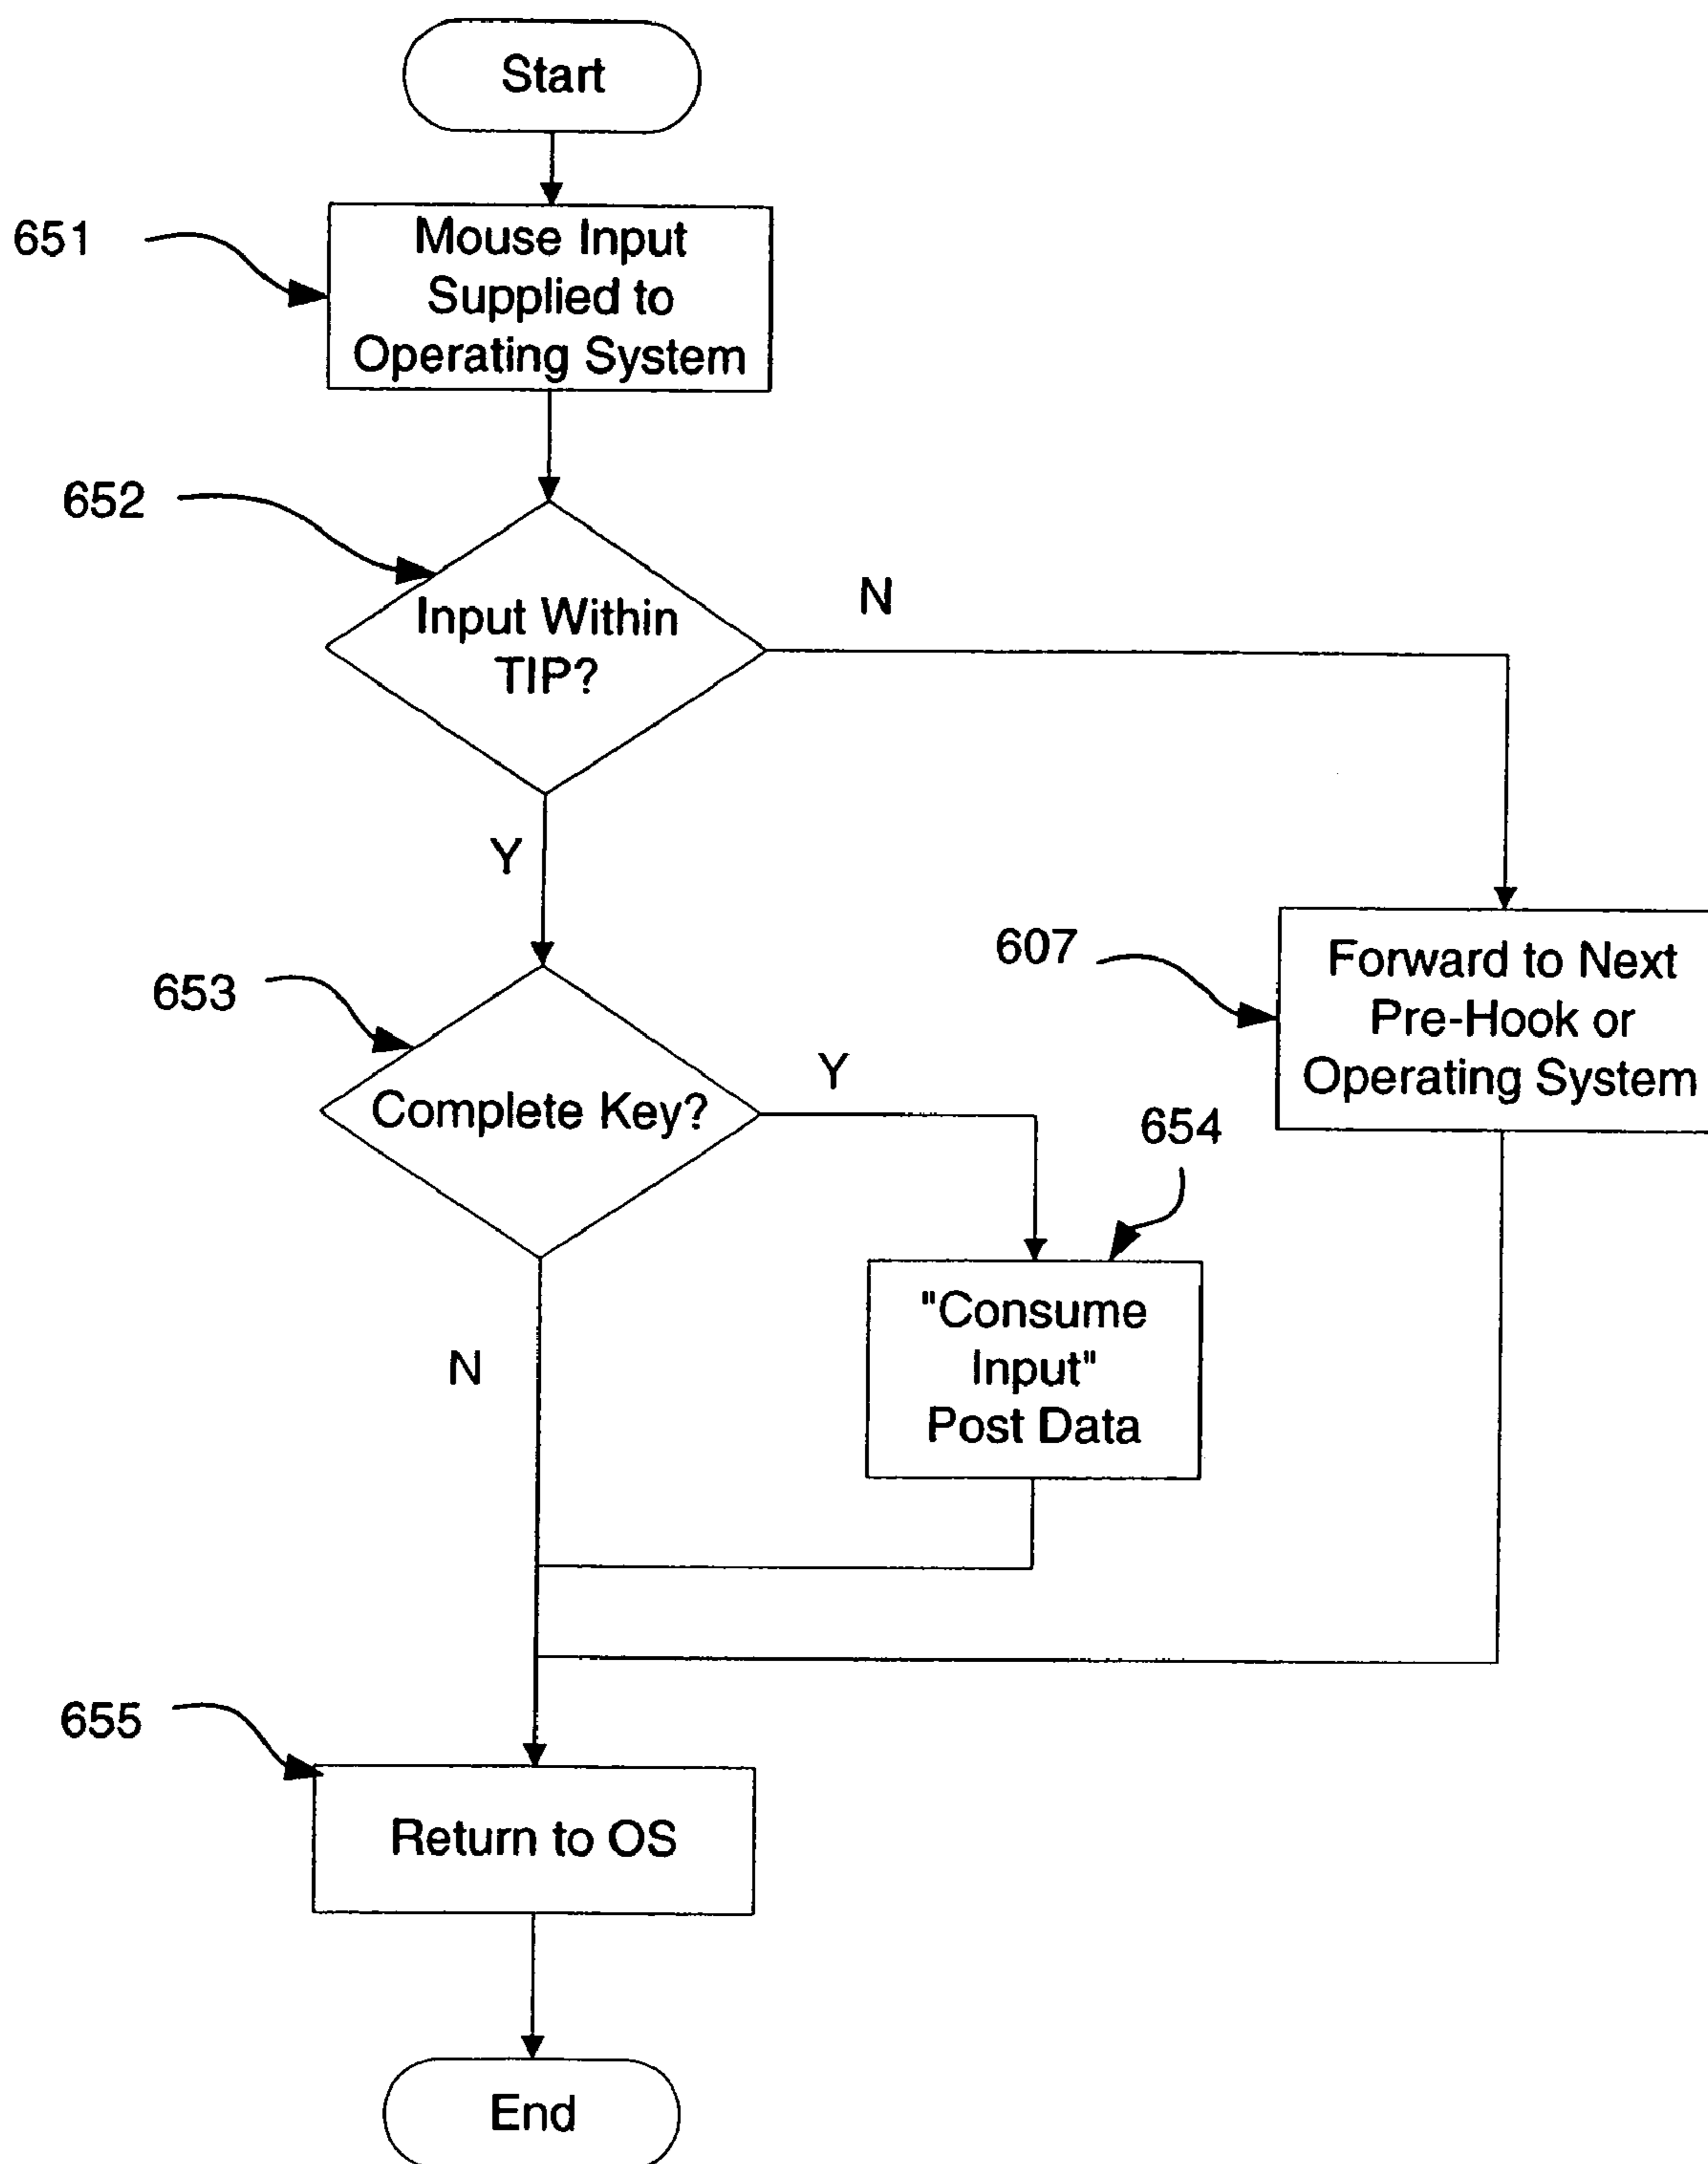 Start
651
Mouse Input
Supplied to
Operating System
652
Input Within
TIP?
N
Y
607
Forward to Next
Pre-Hook or
Operating System
653
Complete Key?
Y
654
"Consume
Input"
Post Data
N
655
Return to OS
End